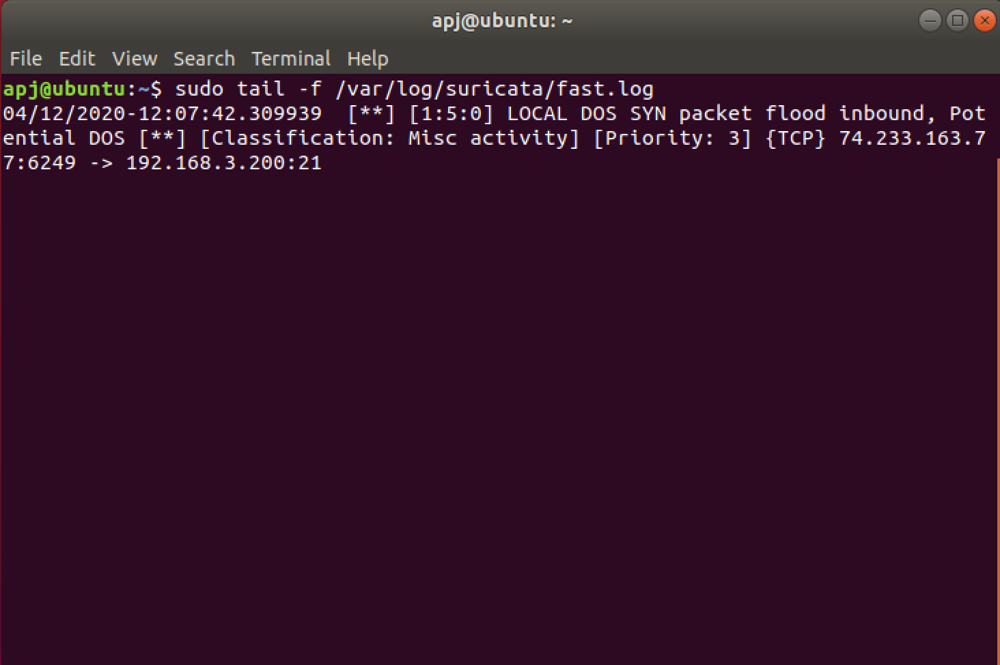 apj@ubuntu: ~
File Edit View Search Terminal Help
apj@ubuntu:~$ sudo tail -f /var/log/suricata/fast.log
04/12/2020-12:07:42.309939  [**] [1:5:0] LOCAL DOS SYN packet flood inbound, Pot
ential DOS [**] [Classification: Misc activity] [Priority: 3] {TCP} 74.233.163.7
7:6249 -> 192.168.3.200:21